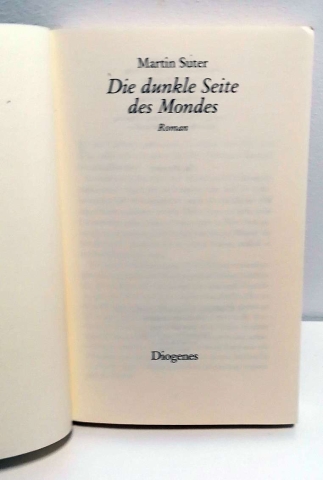 Martin Suter
Die dunkle Seite
des Mondes
Roman
Diogenes